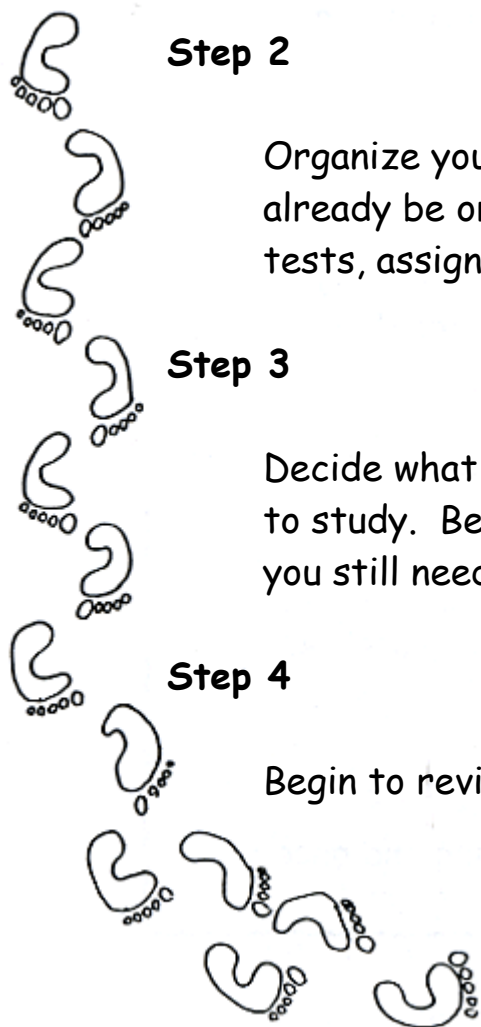 Step 2
Organize you
already be or
tests, assign
Step 3
Decide what
to study.  Be
you still need
Step 4
Begin to revi